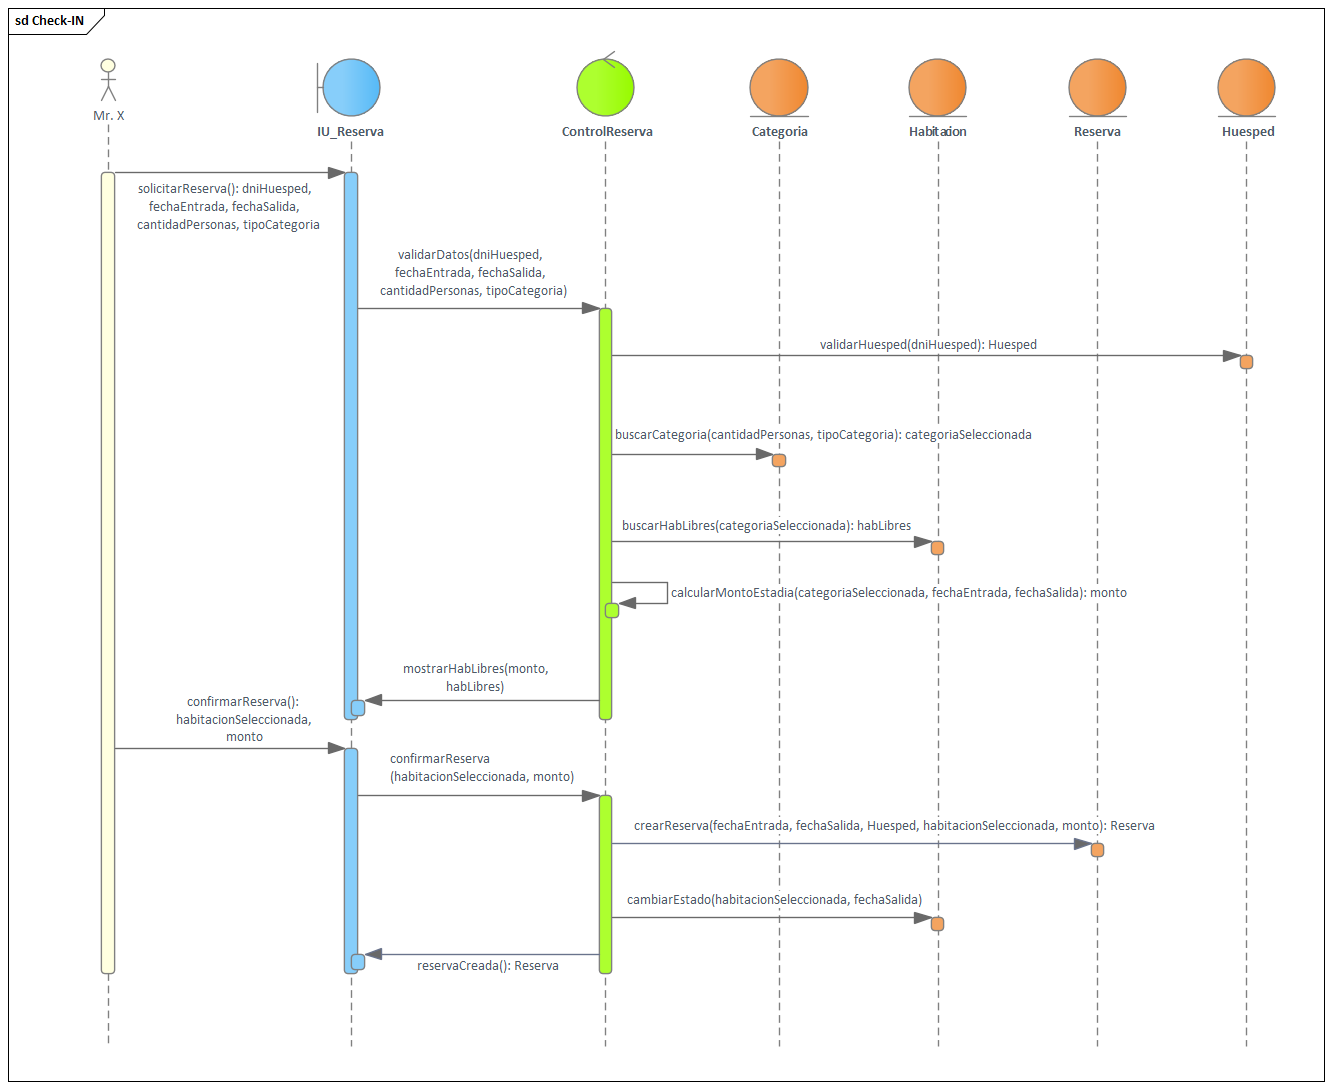 sd Check-IN
Mr. X
IU_Reserva
ControlReserva
Categoria
Habitacion
Reserva
Huesped
solicitarReserva(): dniHuesped,
fechaEntrada, fechaSalida,
cantidadPersonas, tipoCategoria
validarDatos(dniHuesped,
fechaEntrada, fechaSalida,
cantidadPersonas, tipoCategoria)
validarHuesped(dniHuesped): Huesped
buscarCategoria(cantidadPersonas, tipoCategoria): categoriaSeleccionada
buscarHabLibres(categoriaSeleccionada): habLibres
calcularMontoEstadia(categoriaSeleccionada, fechaEntrada, fechaSalida): monto
mostrarHabLibres(monto,
habLibres)
confirmarReserva():
habitacionSeleccionada,
monto
confirmarReserva
(habitacionSeleccionada, monto)
crearReserva(fechaEntrada, fechaSalida, Huesped, habitacionSeleccionada, monto): Reserva
cambiarEstado(habitacionSeleccionada, fechaSalida)
reservaCreada(): Reserva